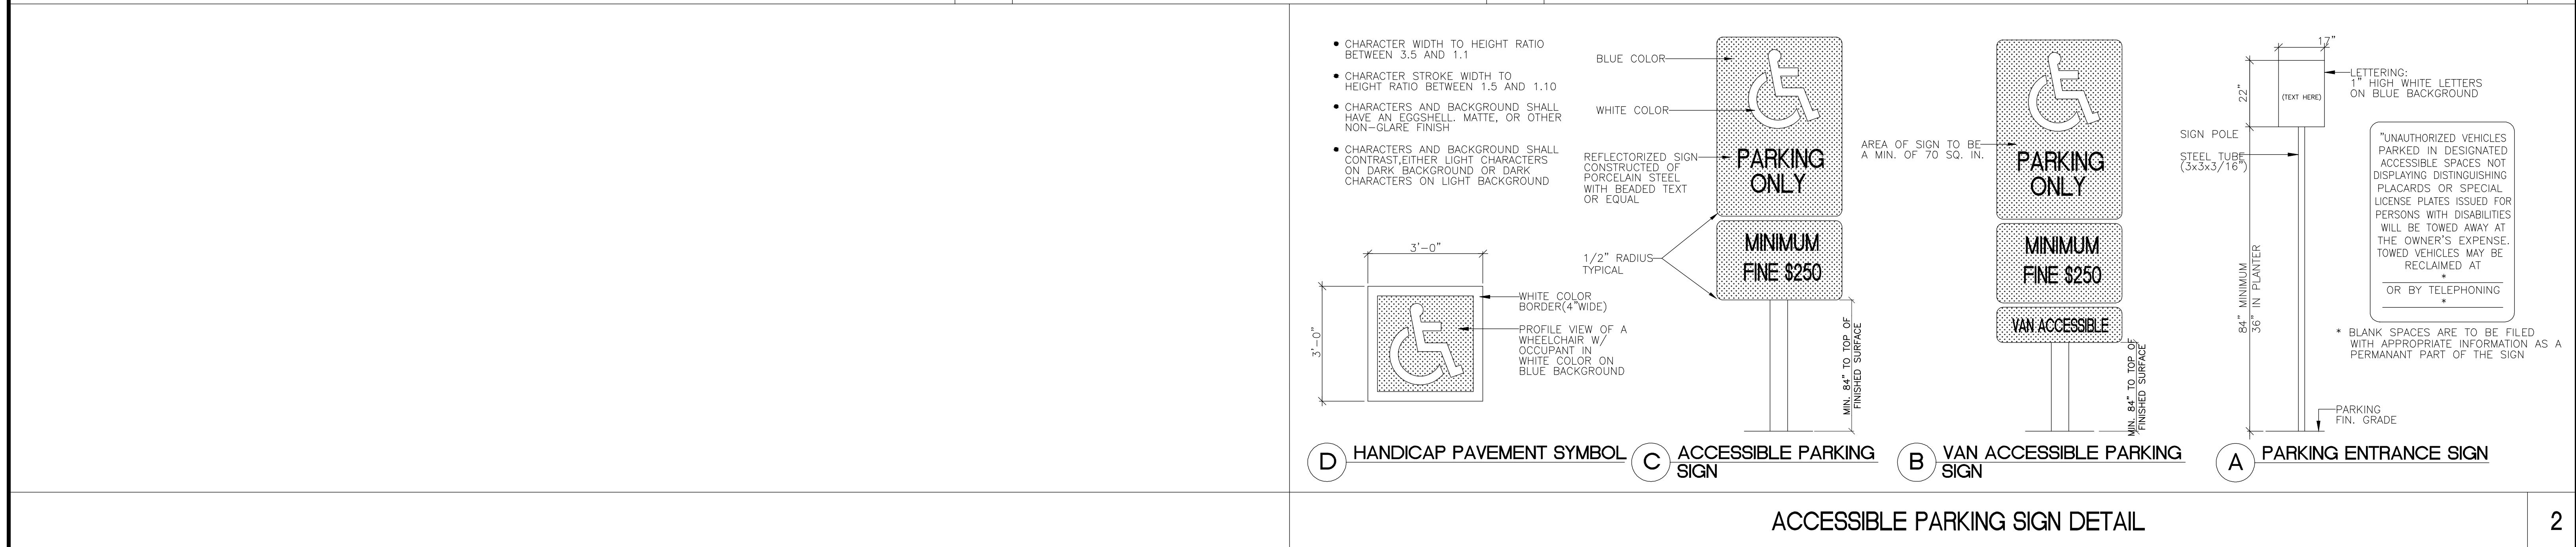 ● CHARACTER WIDTH TO HEIGHT RATIO
BETWEEN 3.5 AND 1.1
● CHARACTER STROKE WIDTH TO
HEIGHT RATIO BETWEEN 1.5 AND 1.10
● CHARACTERS AND BACKGROUND SHALL
HAVE AN EGGSHELL. MATTE, OR OTHER
NON-GLARE FINISH
● CHARACTERS AND BACKGROUND SHALL
CONTRAST,EITHER LIGHT CHARACTERS
ON DARK BACKGROUND OR DARK
CHARACTERS ON LIGHT BACKGROUND
3'-0"
3'-0"
WHITE COLOR
BORDER(4"WIDE)
PROFILE VIEW OF A
WHEELCHAIR W/
OCCUPANT IN
WHITE COLOR ON
BLUE BACKGROUND
D
HANDICAP PAVEMENT SYMBOL
BLUE COLOR
WHITE COLOR
REFLECTORIZED SIGN
CONSTRUCTED OF
PORCELAIN STEEL
WITH BEADED TEXT
OR EQUAL
1/2" RADIUS
TYPICAL
PARKING
ONLY
MINIMUM
FINE $250
MIN. 84" TO TOP OF
FINISHED SURFACE
C
ACCESSIBLE PARKING
SIGN
AREA OF SIGN TO BE
A MIN. OF 70 SQ. IN.
PARKING
ONLY
MINIMUM
FINE $250
VAN ACCESSIBLE
MIN. 84" TO TOP OF
FINISHED SURFACE
B
VAN ACCESSIBLE PARKING
SIGN
17"
22"
(TEXT HERE)
LETTERING:
1" HIGH WHITE LETTERS
ON BLUE BACKGROUND
SIGN POLE
STEEL TUBE
(3x3x3/16")
84" MINIMUM
36" IN PLANTER
"UNAUTHORIZED VEHICLES
PARKED IN DESIGNATED
ACCESSIBLE SPACES NOT
DISPLAYING DISTINGUISHING
PLACARDS OR SPECIAL
LICENSE PLATES ISSUED FOR
PERSONS WITH DISABILITIES
WILL BE TOWED AWAY AT
THE OWNER'S EXPENSE.
TOWED VEHICLES MAY BE
RECLAIMED AT
*
OR BY TELEPHONING
*
* BLANK SPACES ARE TO BE FILED
WITH APPROPRIATE INFORMATION AS A
PERMANANT PART OF THE SIGN
PARKING
FIN. GRADE
A
PARKING ENTRANCE SIGN
ACCESSIBLE PARKING SIGN DETAIL
2